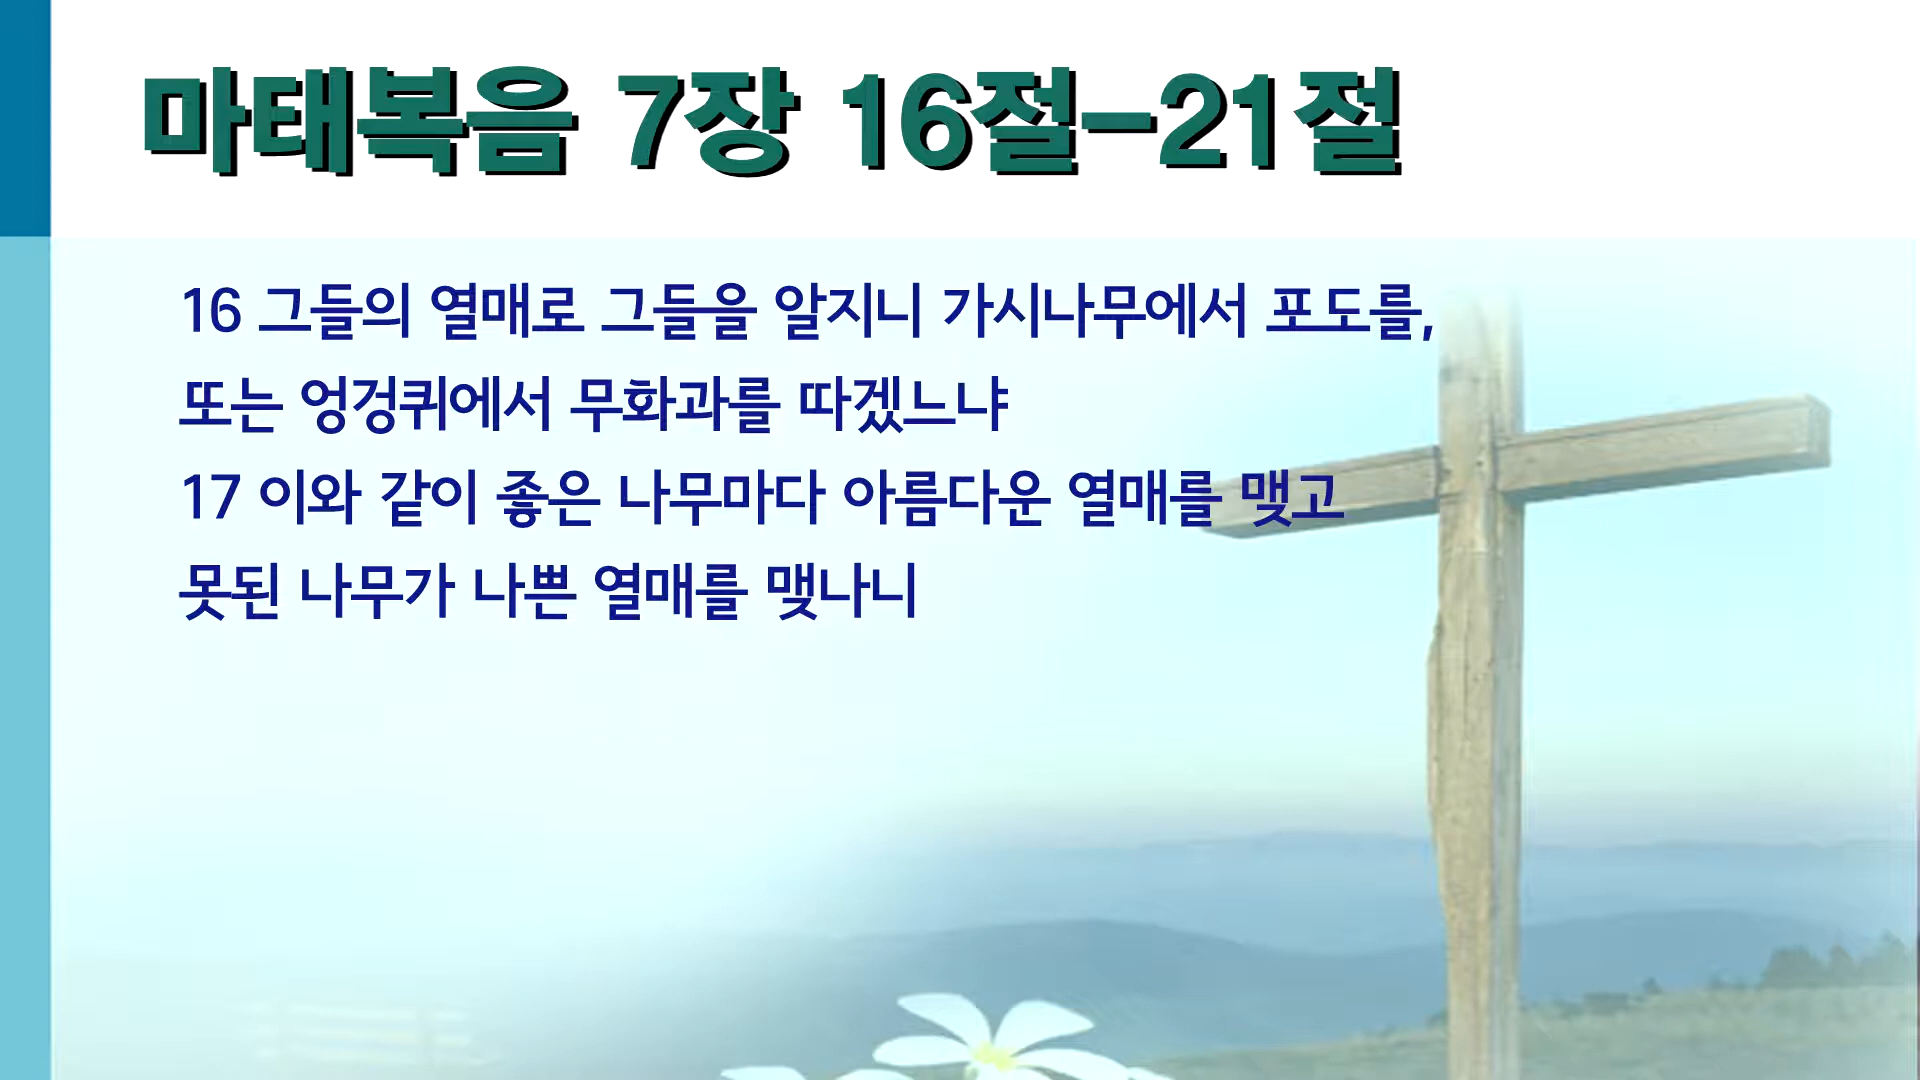 마태복음 7장 16절-21절
16 그들의 열매로 그들을 알지니 가시나무에서 포도를,
또는 엉겅퀴에서 무화과를 따겠느냐
17 이와 같이 좋은 나무마다 아름다운 열매를 맺고
못된 나무가 나쁜 열매를 맺나니